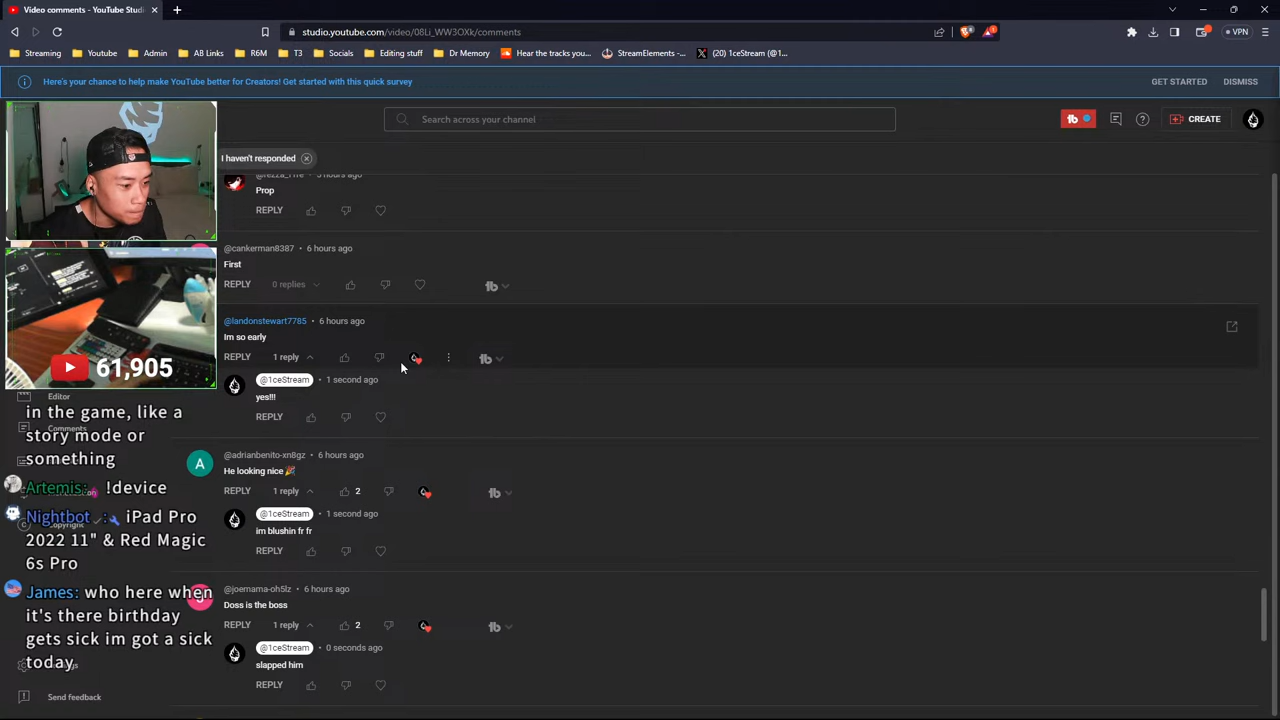 Video comments - YouTube Studi
studio.youtube.com/video/08Li_WW3OXk/comments
VPN
Streaming
Youtube
Admin
AB Links
R6M
T3
Socials
Editing stuff
Dr Memory
Hear the tracks you...
StreamElements - @...
(20) 1ceStream (@1...
Here's your chance to help make YouTube better for Creators! Get started with this quick survey
GET STARTED
DISMISS
Search across your channel
CREATE
I haven't responded
Prop
REPLY
@cankerman8387 6 hours ago
First
REPLY 0 replies
@landonstewart7785 6 hours ago
Im so early
REPLY 1 reply
@1ceStream 1 second ago
yes!!!
REPLY
@adrianbenito-xn8gz 6 hours ago
A
He looking nice🎉
REPLY 1 reply 2
@1ceStream 1 second ago
im blushin fr fr
REPLY
@joemama-oh5lz 6 hours ago
Doss is the boss
REPLY 1 reply 2
@1ceStream 0 seconds ago
slapped him
REPLY
61,905
Editor
Comments
in the game, like a
story mode or
something
Artemis: !device
Nightbot : iPad Pro
2022 11" & Red Magic
6s Pro
James: who here when
it's there birthday
gets sick im got a sick
today
Send feedback